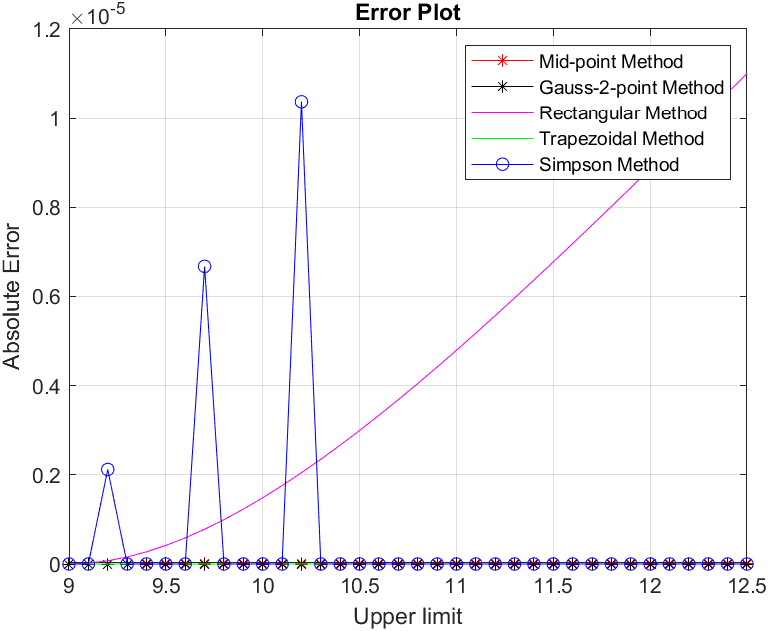 Error Plot
×10⁻⁵
1.2
1
0.8
0.6
0.4
0.2
0
Absolute Error
Mid-point Method
Gauss-2-point Method
Rectangular Method
Trapezoidal Method
Simpson Method
9
9.5
10
10.5
11
11.5
12
12.5
Upper limit